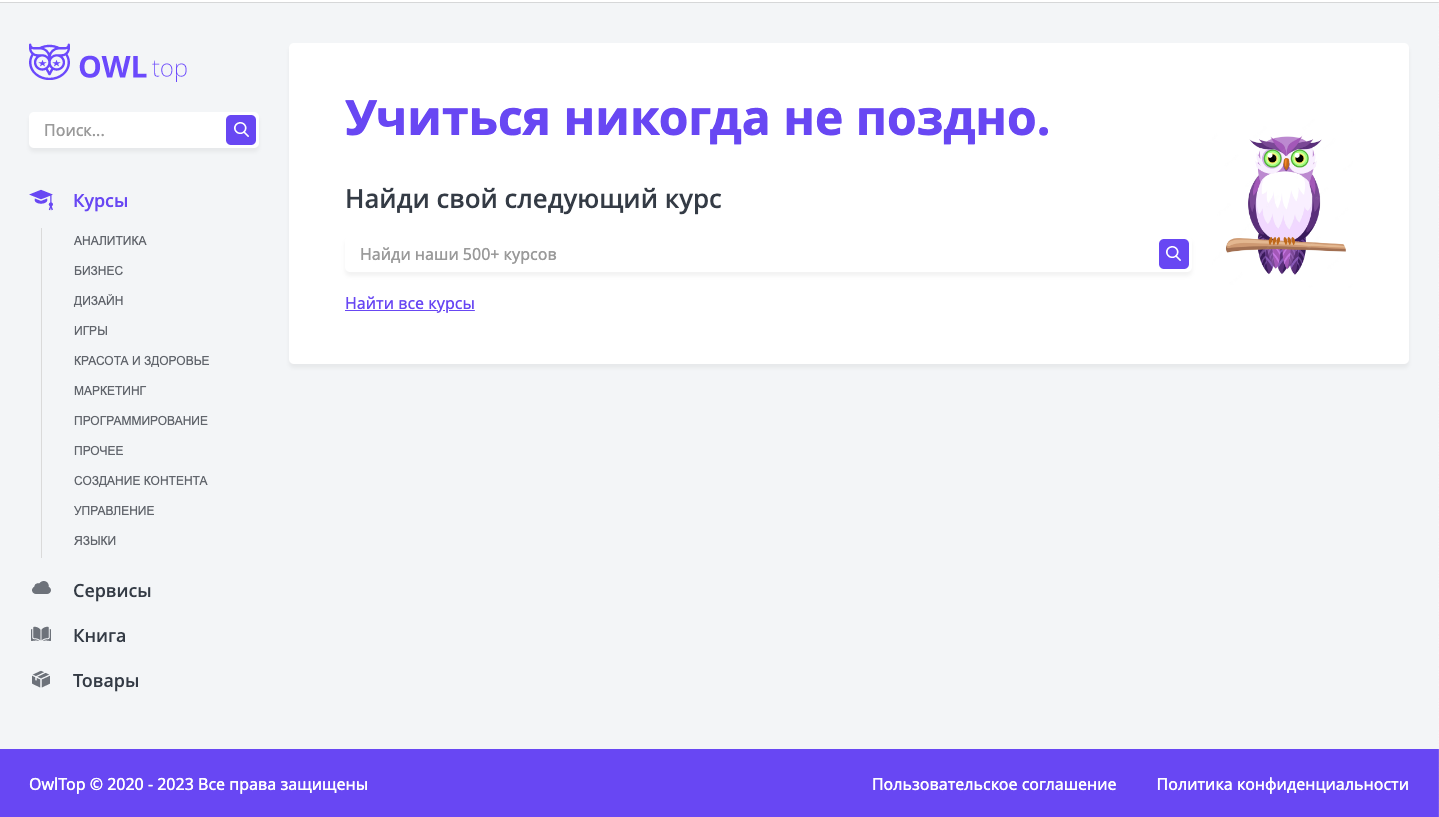 OWL top
Поиск...
Курсы
АНАЛИТИКА
БИЗНЕС
ДИЗАЙН
ИГРЫ
КРАСОТА И ЗДОРОВЬЕ
МАРКЕТИНГ
ПРОГРАММИРОВАНИЕ
ПРОЧЕЕ
СОЗДАНИЕ КОНТЕНТА
УПРАВЛЕНИЕ
ЯЗЫКИ
Сервисы
Книга
Товары
Учиться никогда не поздно.
Найди свой следующий курс
Найди наши 500+ курсов
Найти все курсы
OwlTop © 2020 - 2023 Все права защищены
Пользовательское соглашение
Политика конфиденциальности